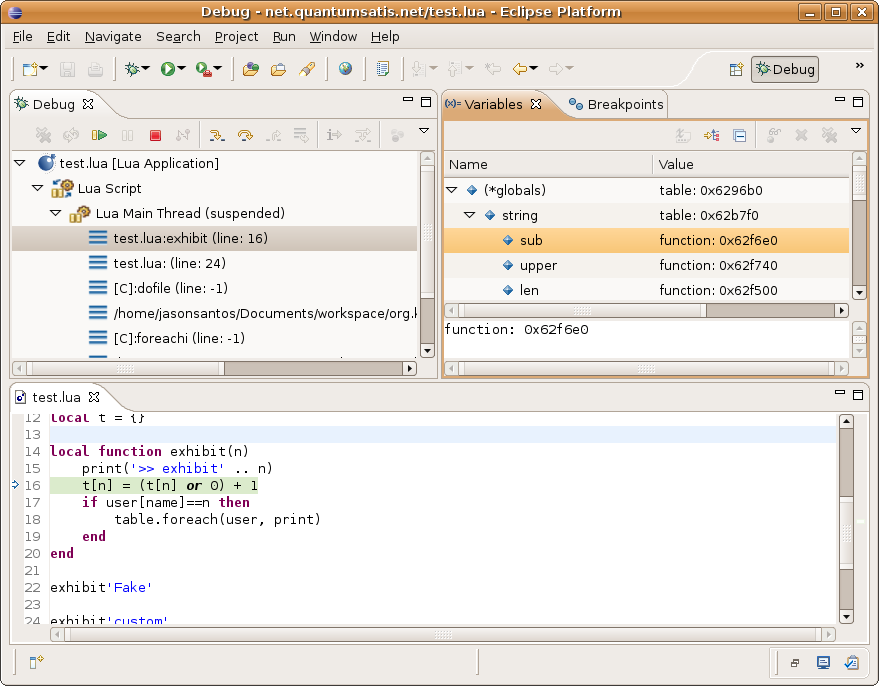 Debug - net.quantumsatis.net/test.lua - Eclipse Platform
File Edit Navigate Search Project Run Window Help
Debug
»
Debug
test.lua [Lua Application]
Lua Script
Lua Main Thread (suspended)
test.lua:exhibit (line: 16)
test.lua: (line: 24)
[C]:dofile (line: -1)
/home/jasonsantos/Documents/workspace/org.k
[C]:foreachi (line: -1)
(x)= Variables Breakpoints
Name Value
(*globals) table: 0x6296b0
string table: 0x62b7f0
sub function: 0x62f6e0
upper function: 0x62f740
len function: 0x62f500
function: 0x62f6e0
test.lua
12 local t = {}
13
14 local function exhibit(n)
15     print('>> exhibit' .. n)
16     t[n] = (t[n] or 0) + 1
17     if user[name]==n then
18         table.foreach(user, print)
19     end
20 end
21
22 exhibit'Fake'
23
24 exhibit'custom'